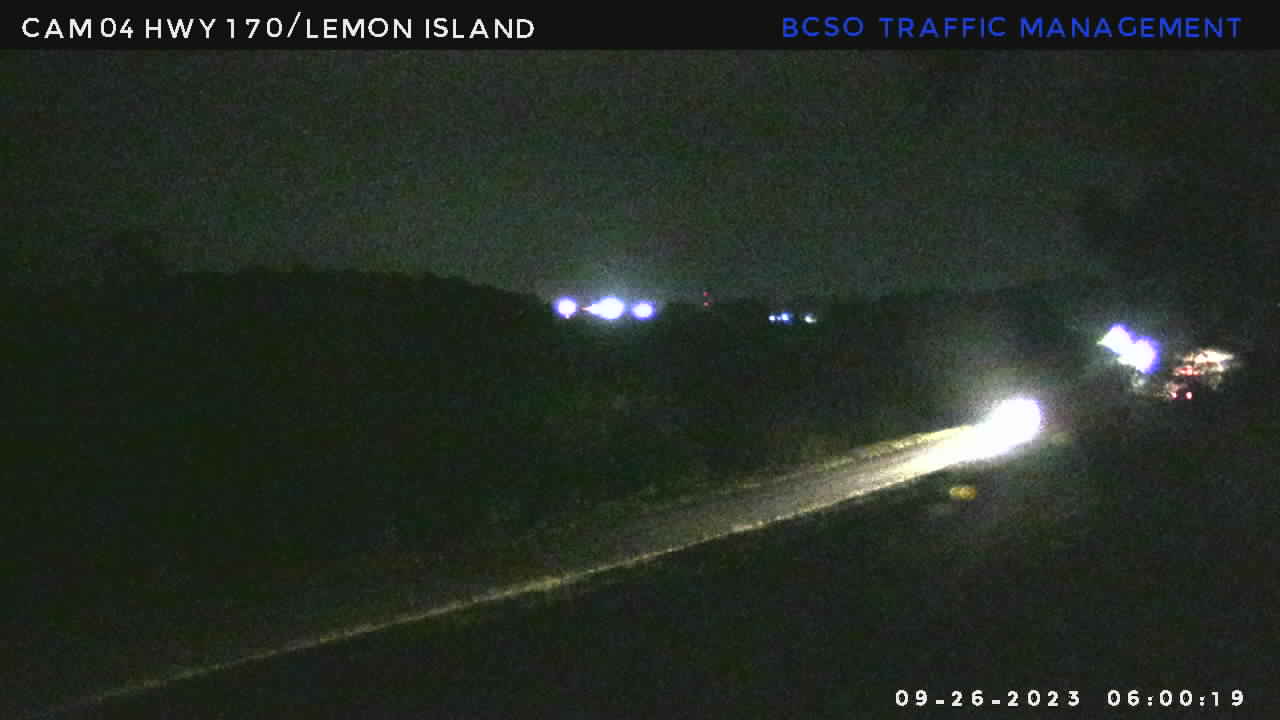 CAM04 HWY 170/LEMON ISLAND
BCSO TRAFFIC MANAGEMENT
09-26-2023 06:00:19